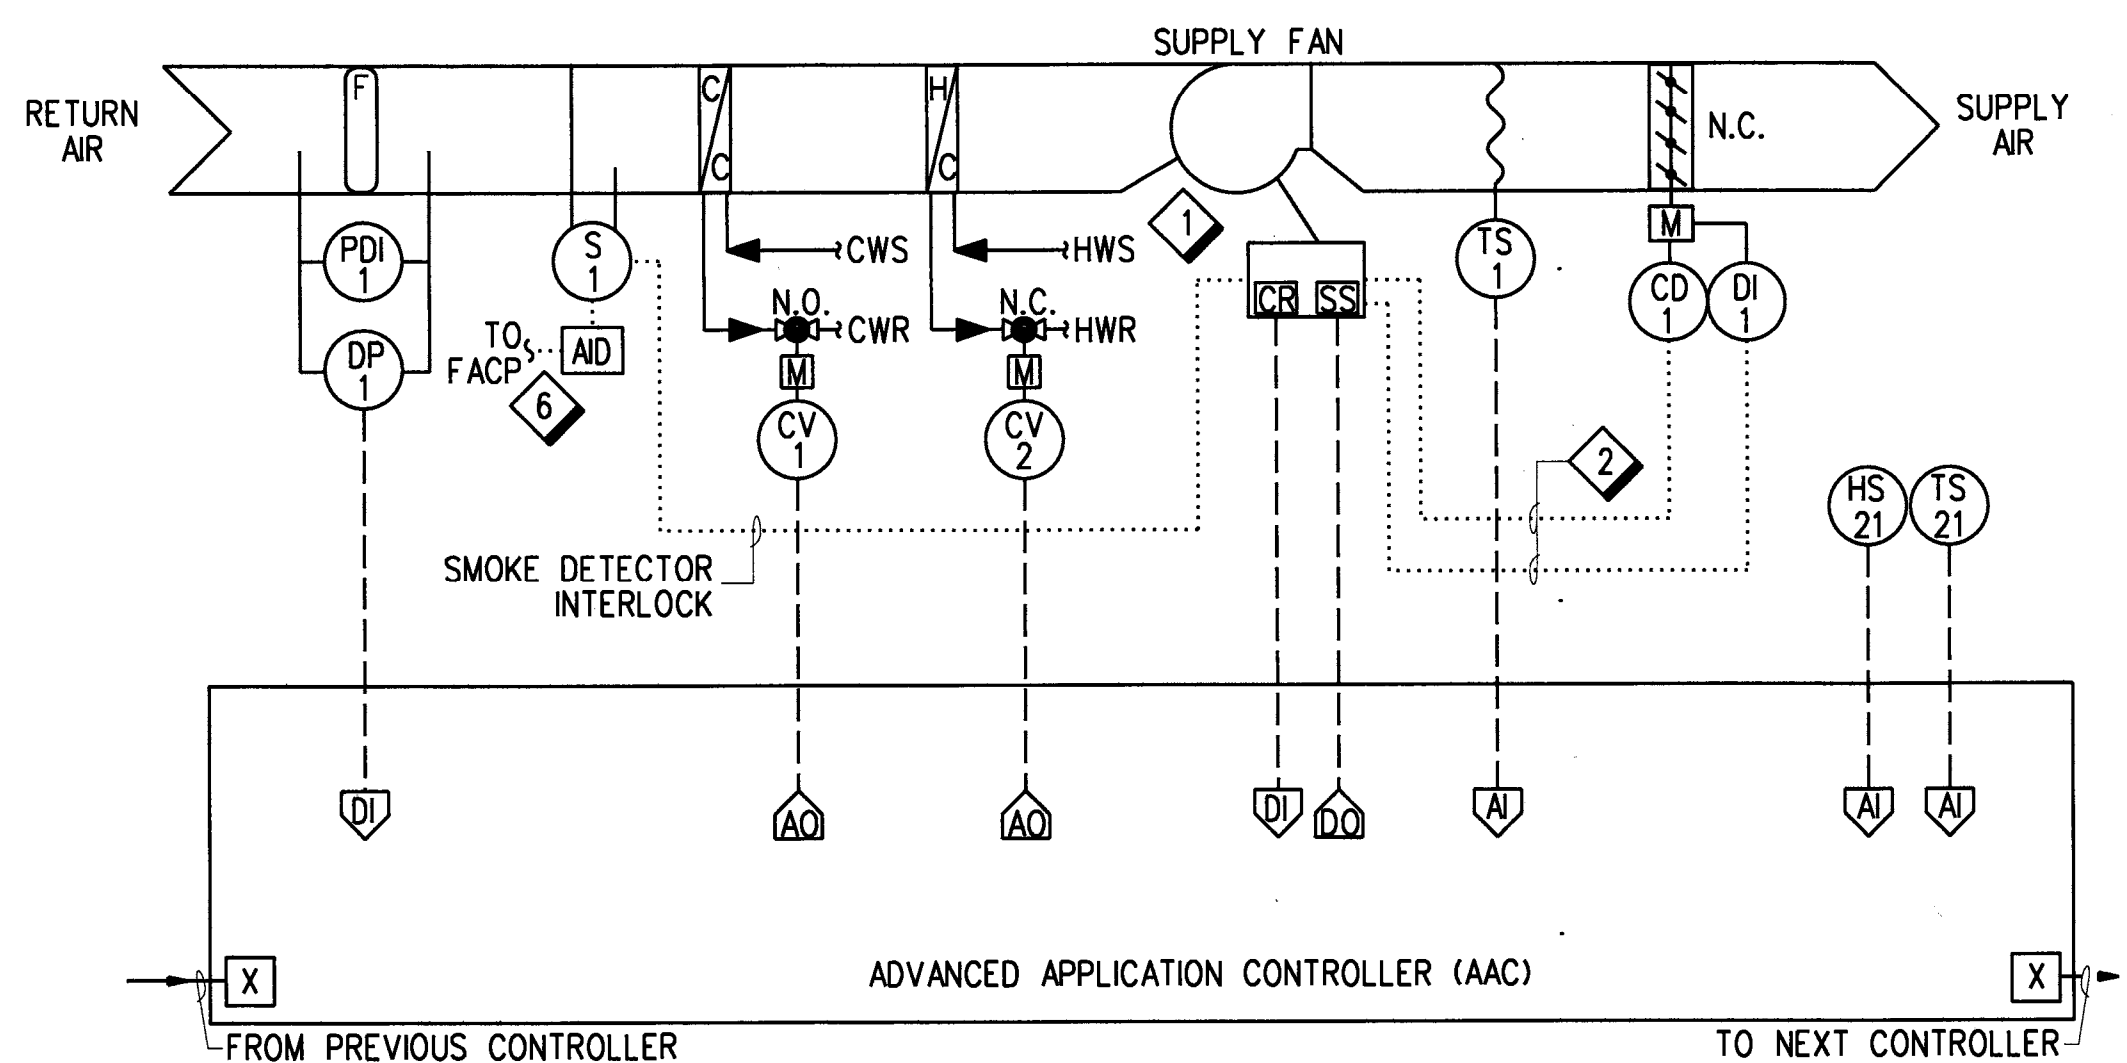 SUPPLY FAN
RETURN
AIR
F
C
C
H
C
N.C.
SUPPLY
AIR
PDI
1
S
1
CWS
HWS
1
TS
1
M
CD
1
DI
1
DP
1
TO
FACP
AID
6
N.O.
CWR
M
CV
1
N.C.
HWR
M
CV
2
CR
SS
2
HS
21
TS
21
SMOKE DETECTOR
INTERLOCK
DI
AO
AO
DI
DO
AI
AI
AI
X
ADVANCED APPLICATION CONTROLLER (AAC)
X
FROM PREVIOUS CONTROLLER
TO NEXT CONTROLLER